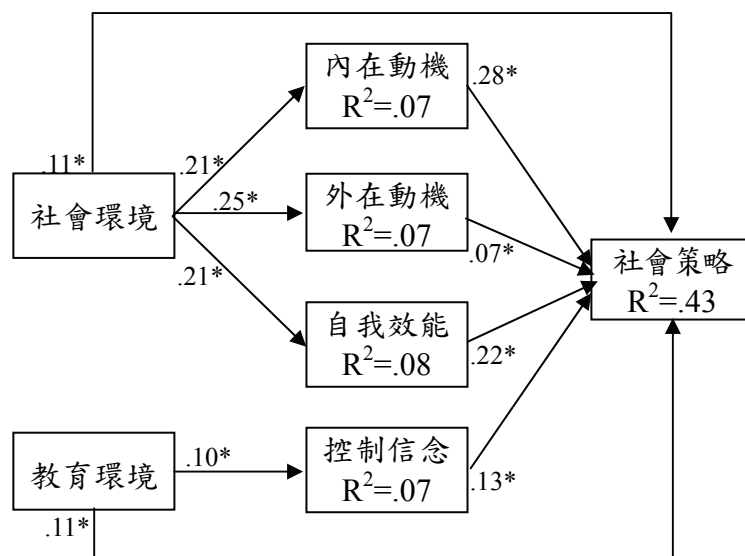 內在動機
R²=.07
.28*
.11*
.21*
社會環境
.25*
外在動機
R²=.07
.07*
社會策略
R²=.43
.21*
自我效能
R²=.08
.22*
教育環境
.10*
控制信念
R²=.07
.13*
.11*